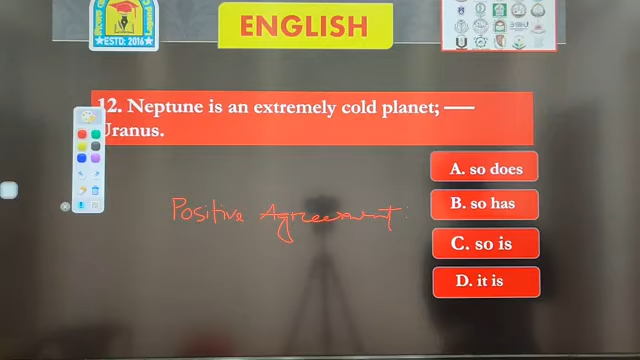 ENGLISH
ESTD: 2016
12. Neptune is an extremely cold planet; ——
Uranus.
A. so does
B. so has
Positive Agreement:
C. so is
D. it is